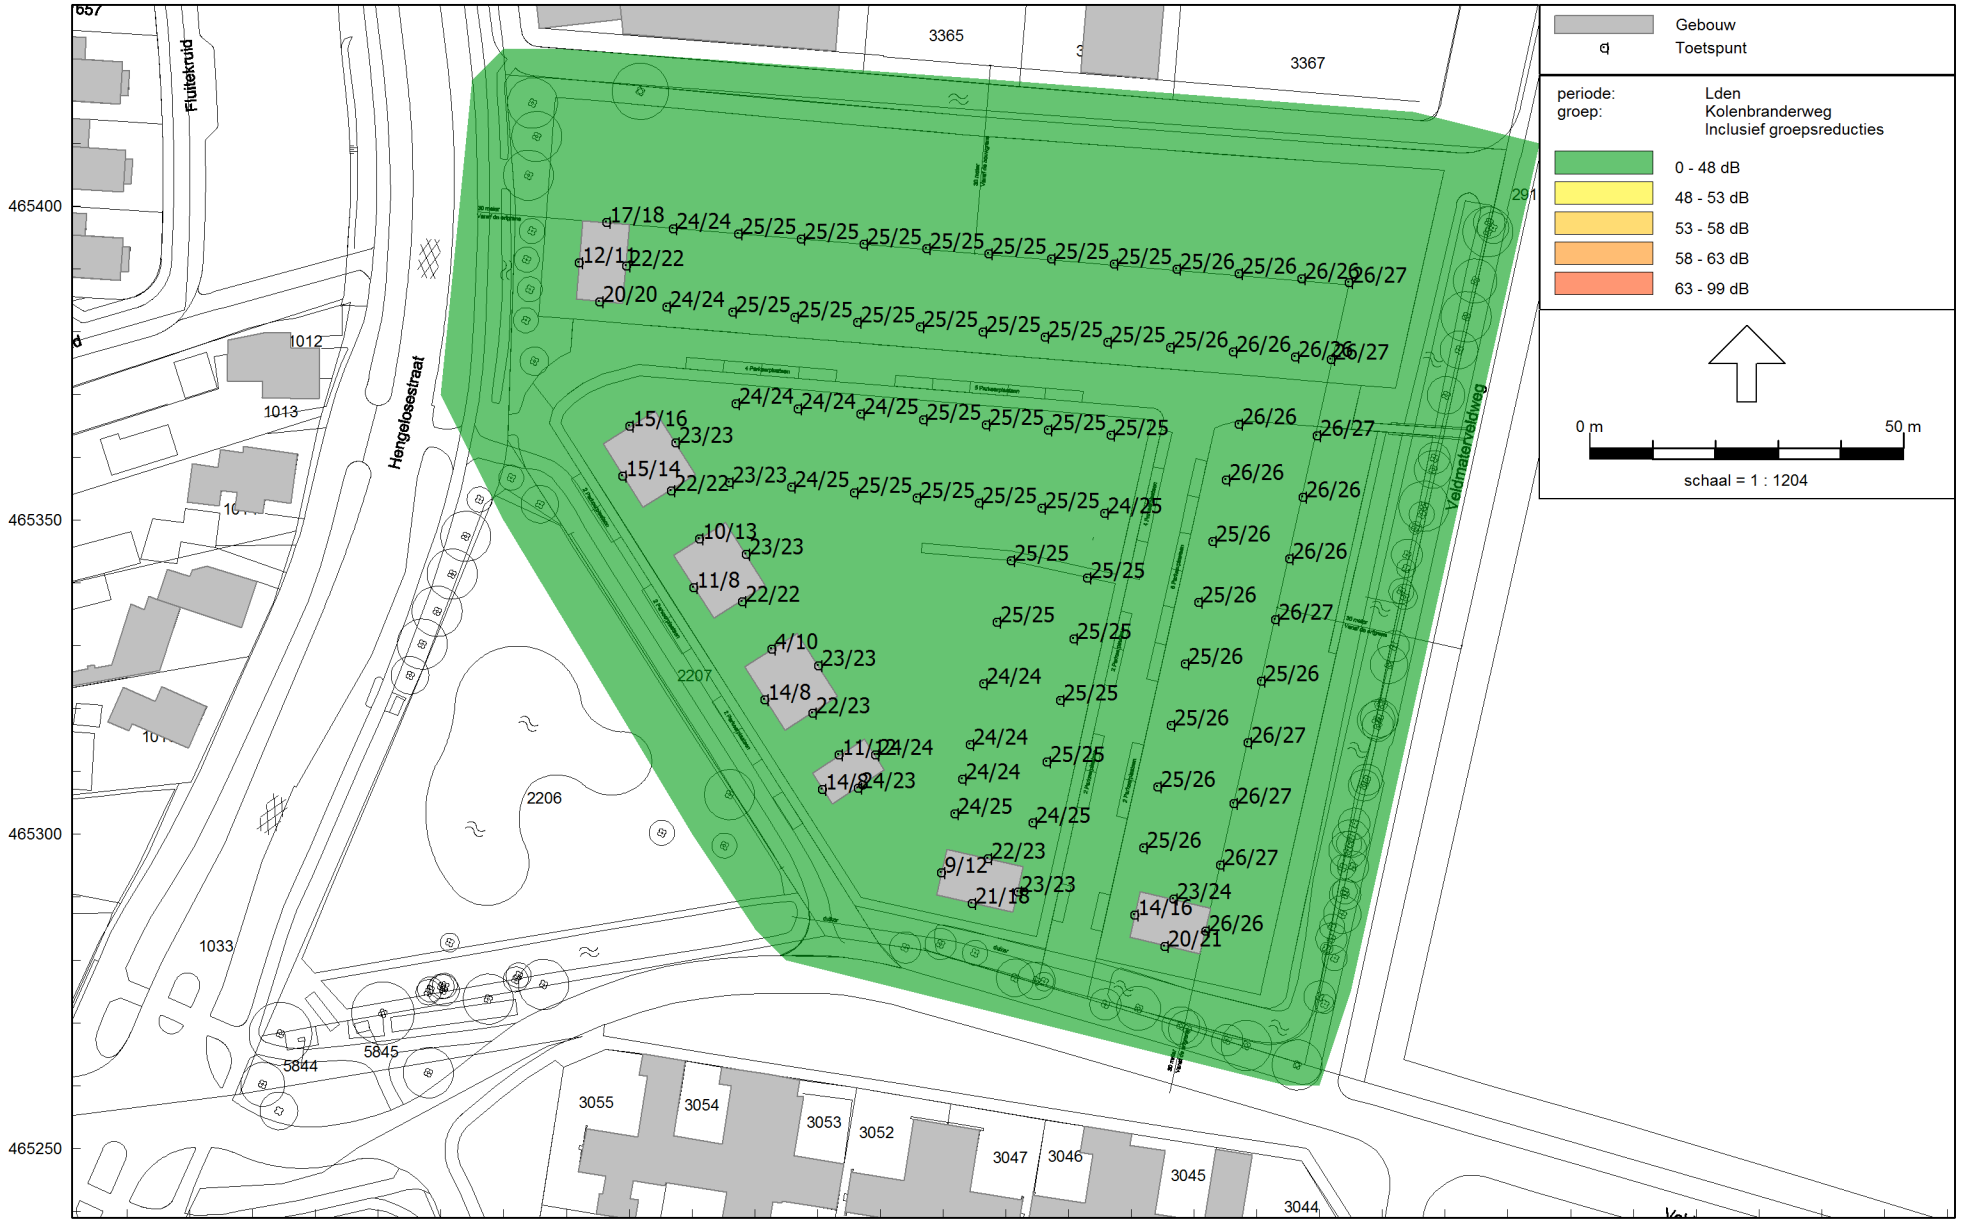 657
Fluitekruid
3365
3367
Gebouw
Toetspunt
periode: Lden
groep: Kolenbranderweg
Inclusief groepsreducties
0 - 48 dB
48 - 53 dB
53 - 58 dB
58 - 63 dB
63 - 99 dB
0 m 50 m
schaal = 1 : 1204
291
465400
17/18 24/24 25/25 25/25 25/25 25/25 25/25 25/25 25/25 25/26 25/26 26/26 26/27
12/11 22/22
20/20 24/24 25/25 25/25 25/25 25/25 25/25 25/25 25/25 25/26 26/26 26/26 26/27
1012
1013
Hengelosestraat
Veldmaterveldweg
4 Parkeerplaatsen
24/24 24/24 24/25 25/25 25/25 25/25 25/25 26/26 26/27
15/16 23/23
15/14 22/22 23/23 24/25 25/25 25/25 25/25 25/25 24/25 26/26 26/26
465350
10/13 23/23 25/25 25/25 25/26 26/26
11/8 22/22 25/25 25/25 25/26 26/27
4/10 23/23 24/24 25/25 25/26 25/26
14/8 22/23
2207
11/12 24/24 24/24 25/25 25/26 26/27
14/8 24/23 24/24 25/26 26/27
2206
24/25 24/25 25/26 26/27
465300
9/12 22/23
21/18 23/23
14/16 23/24
20/21 26/26
1033
5844
5845
3055
3054
3053
3052
3047
3046
3045
3044
465250